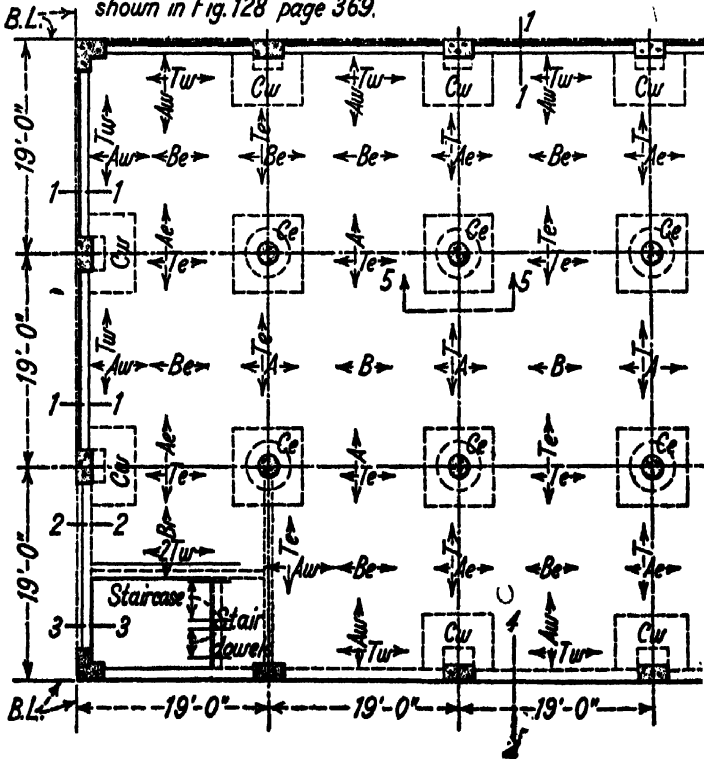 shown in Fig. 128 page 369.
B.L.
1
Tw Cw Tw Cw Tw Cw
Aw Aw Aw
1
19'-0"
Tw Te T T
Aw Be Be Be Ae Be Ae
1 1
Ae Ce A Ce Te Ce
Cw Te Te Te
5 5
19'-0"
Tw Te T T
Aw Be A B A B A
1 1
Ae Ce A Ce Te Ce
Cw Te Te Te
2 2
B
2Tw
Te T T
Aw Be Ae Be Ae
19'-0"
Staircase
Stair
3 3
Aw Cw 4 Aw Cw
Tw Tw
B.L.
19'-0" 19'-0" 19'-0"